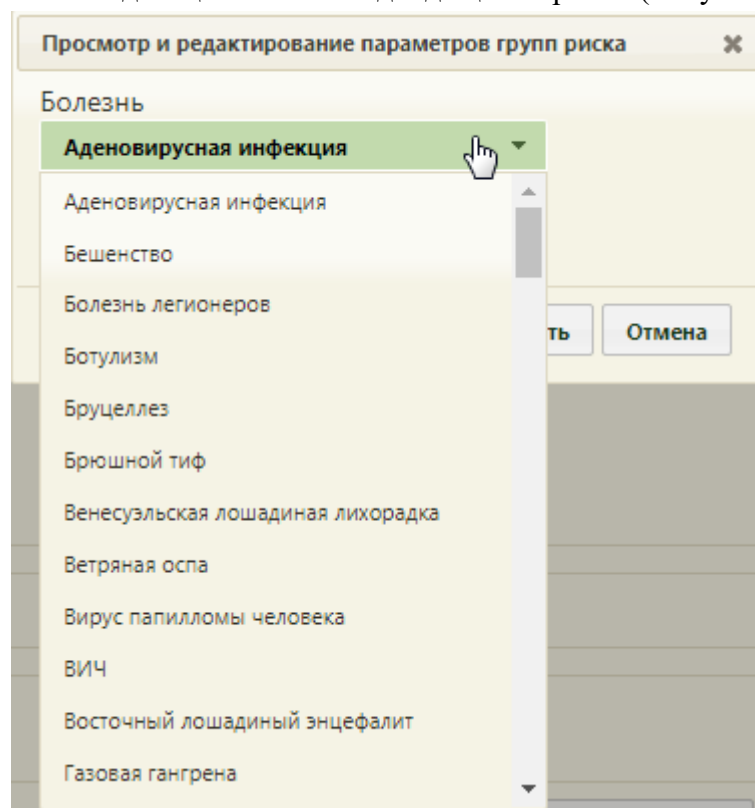 Просмотр и редактирование параметров групп риска
Болезнь
Аденовирусная инфекция
Аденовирусная инфекция
Бешенство
Болезнь легионеров
ть Отмена
Ботулизм
Бруцеллез
Брюшной тиф
Венесуэльская лошадиная лихорадка
Ветряная оспа
Вирус папилломы человека
ВИЧ
Восточный лошадиный энцефалит
Газовая гангрена